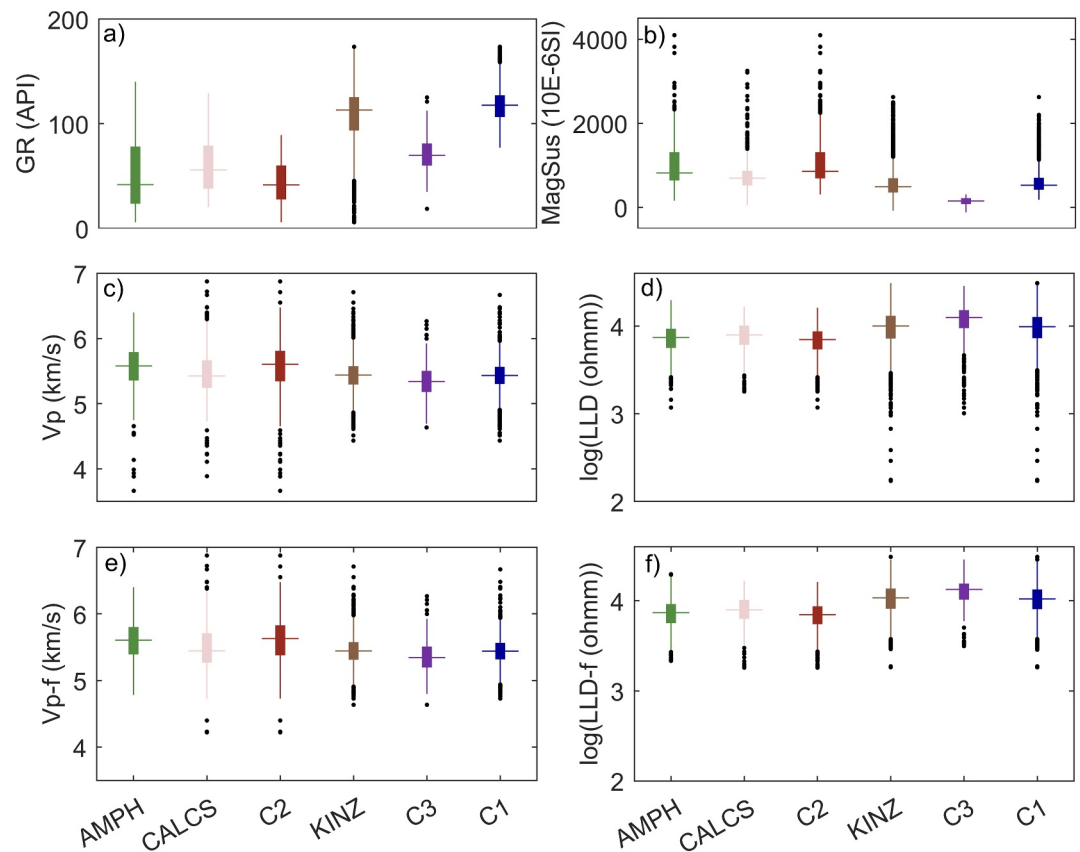 a)
GR (API)
200
100
0
b)
MagSus (10E-6SI)
4000
2000
0
c)
Vp (km/s)
7
6
5
4
d)
log(LLD (ohmm))
4
3
2
e)
Vp-f (km/s)
7
6
5
4
AMPH
CALCS
C2
KINZ
C3
C1
f)
log(LLD-f (ohmm))
4
3
2
AMPH
CALCS
C2
KINZ
C3
C1